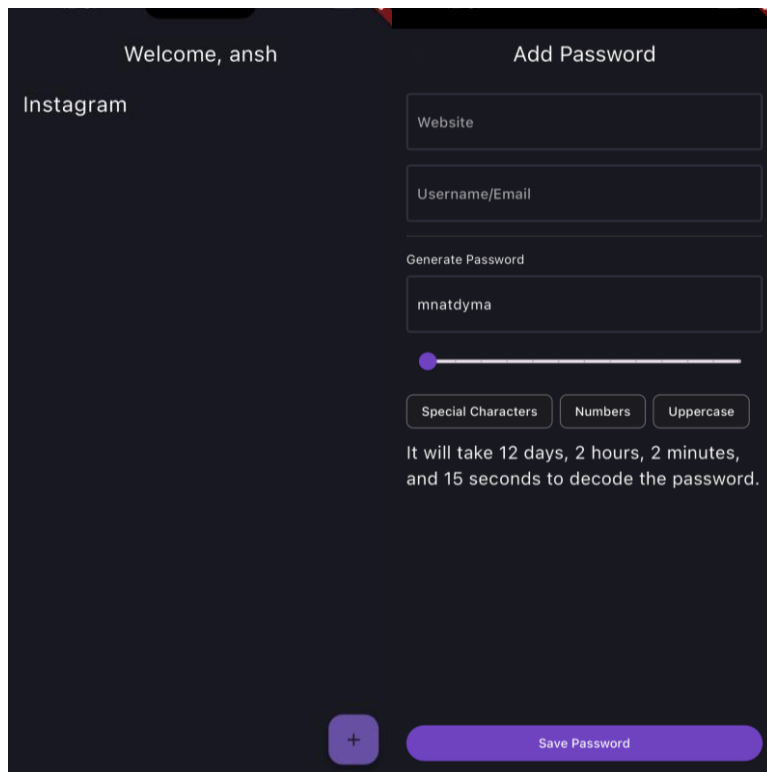 Welcome, ansh
Instagram
+
Add Password
Website
Username/Email
Generate Password
mnatdyma
Special Characters
Numbers
Uppercase
It will take 12 days, 2 hours, 2 minutes,
and 15 seconds to decode the password.
Save Password